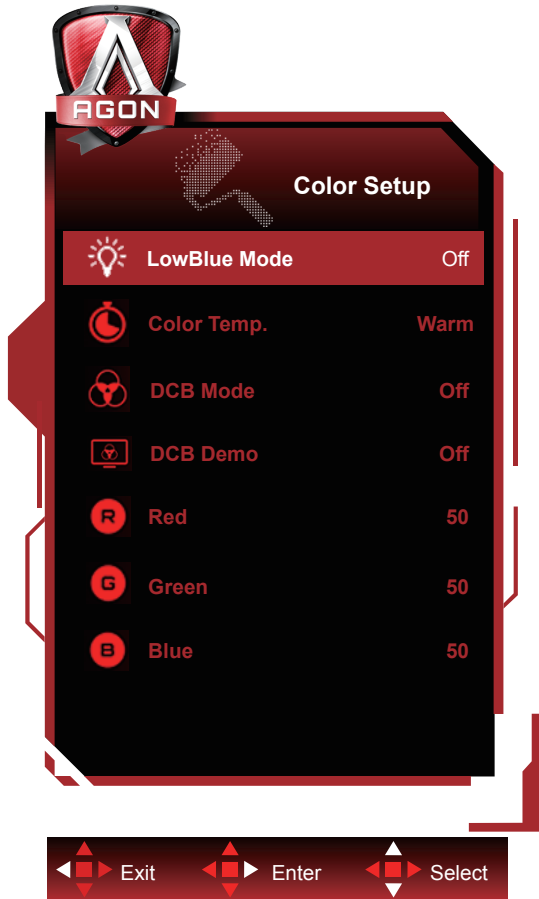 AGON
Color Setup
LowBlue Mode Off
Color Temp. Warm
DCB Mode Off
DCB Demo Off
R Red 50
G Green 50
B Blue 50
Exit Enter Select